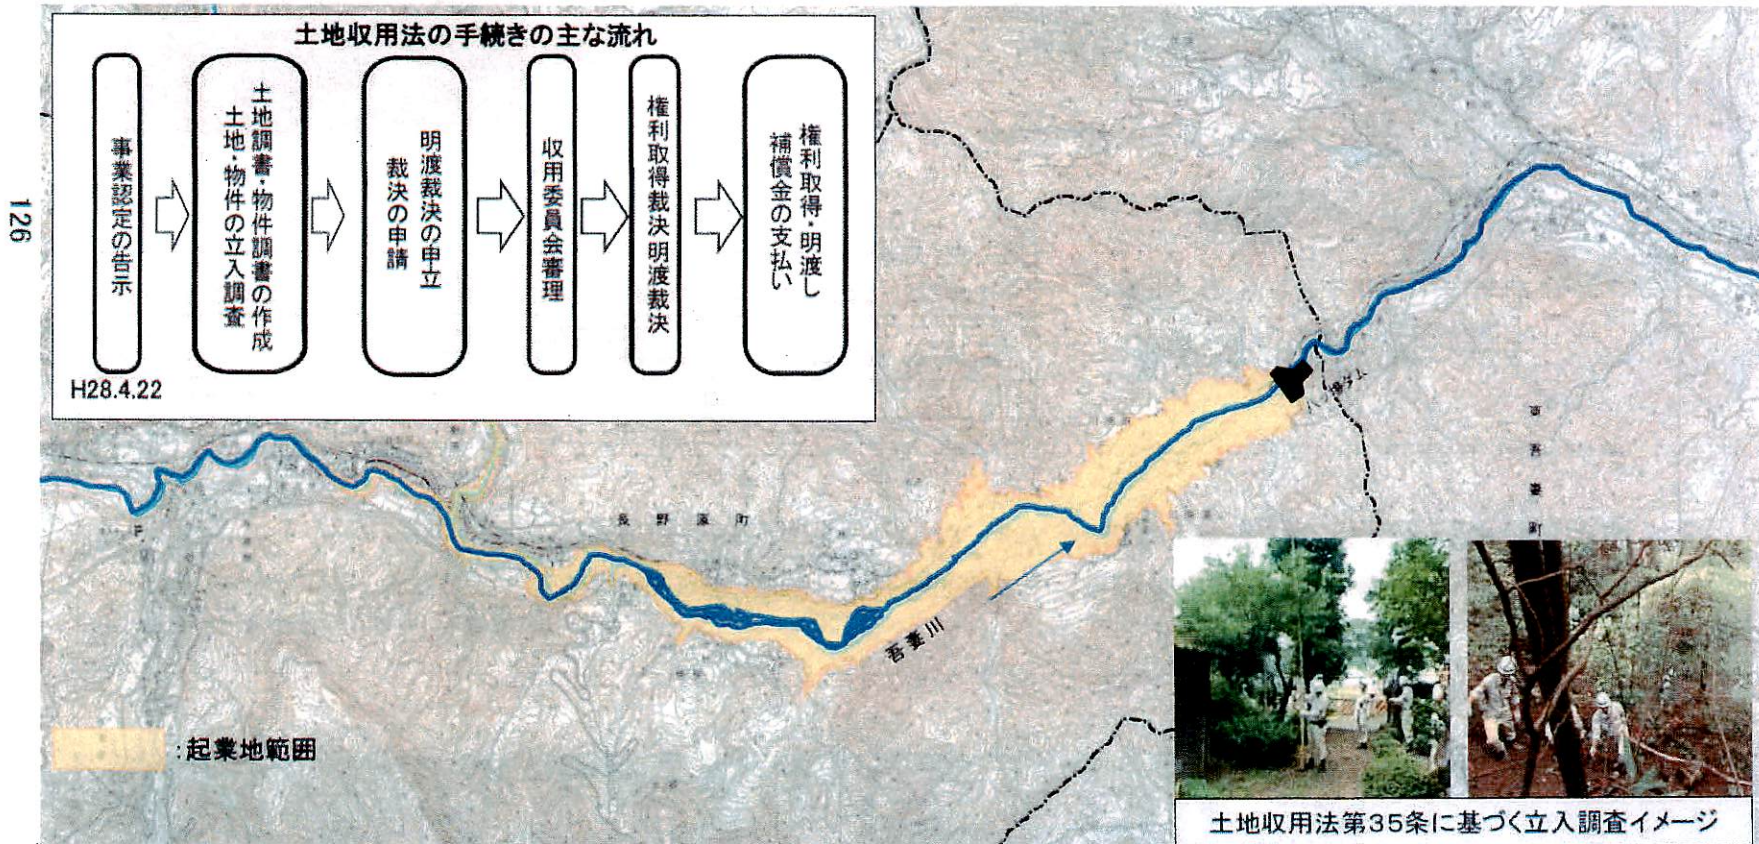 126
土地収用法の手続きの主な流れ
事業認定の告示
土地調書・物件調書の作成
土地・物件の立入調査
明渡裁決の申立
裁決の申請
収用委員会審理
権利取得裁決 明渡裁決
権利取得・明渡し
補償金の支払い
H28.4.22
長野原町
東吾妻町
吾妻川
:起業地範囲
土地収用法第35条に基づく立入調査イメージ